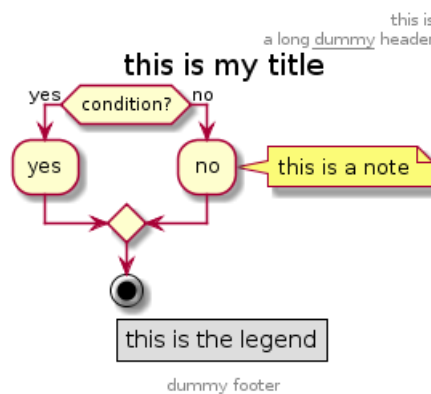 this is
a long dummy header
this is my title
yes
condition?
no
yes
no
this is a note
this is the legend
dummy footer